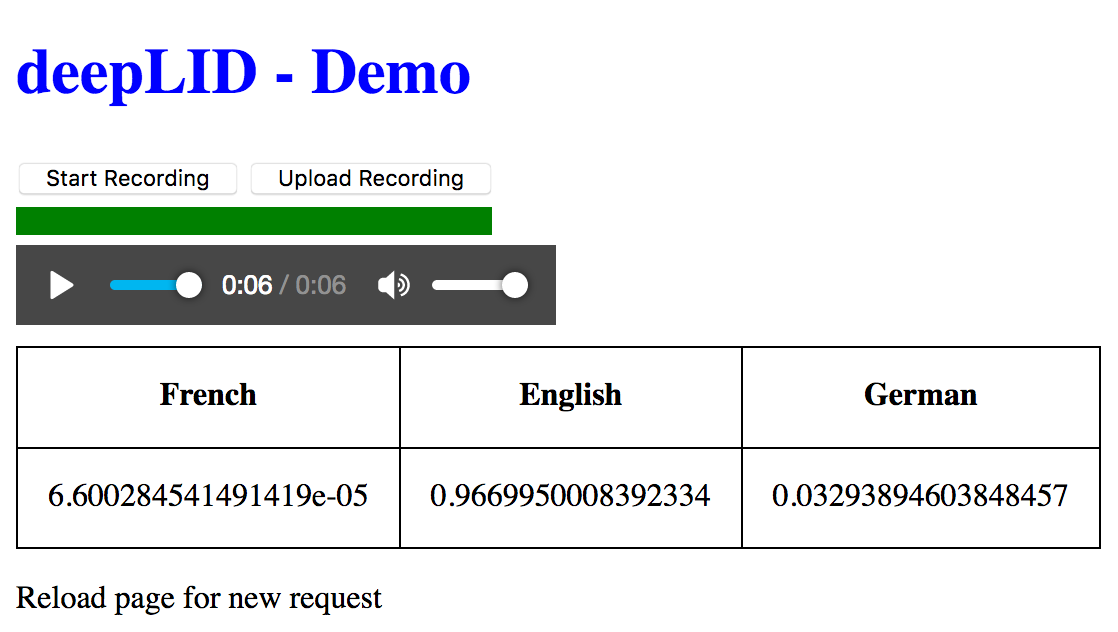 deepLID - Demo
Start Recording Upload Recording
0:06 / 0:06
French English German
6.600284541491419e-05 0.9669950008392334 0.03293894603848457
Reload page for new request